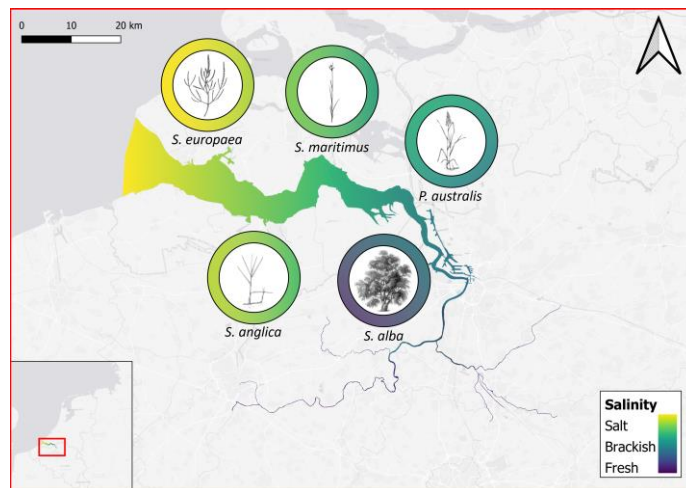 0 10 20 km
S. europaea
S. maritimus
P. australis
S. anglica
S. alba
Salinity
Salt
Brackish
Fresh